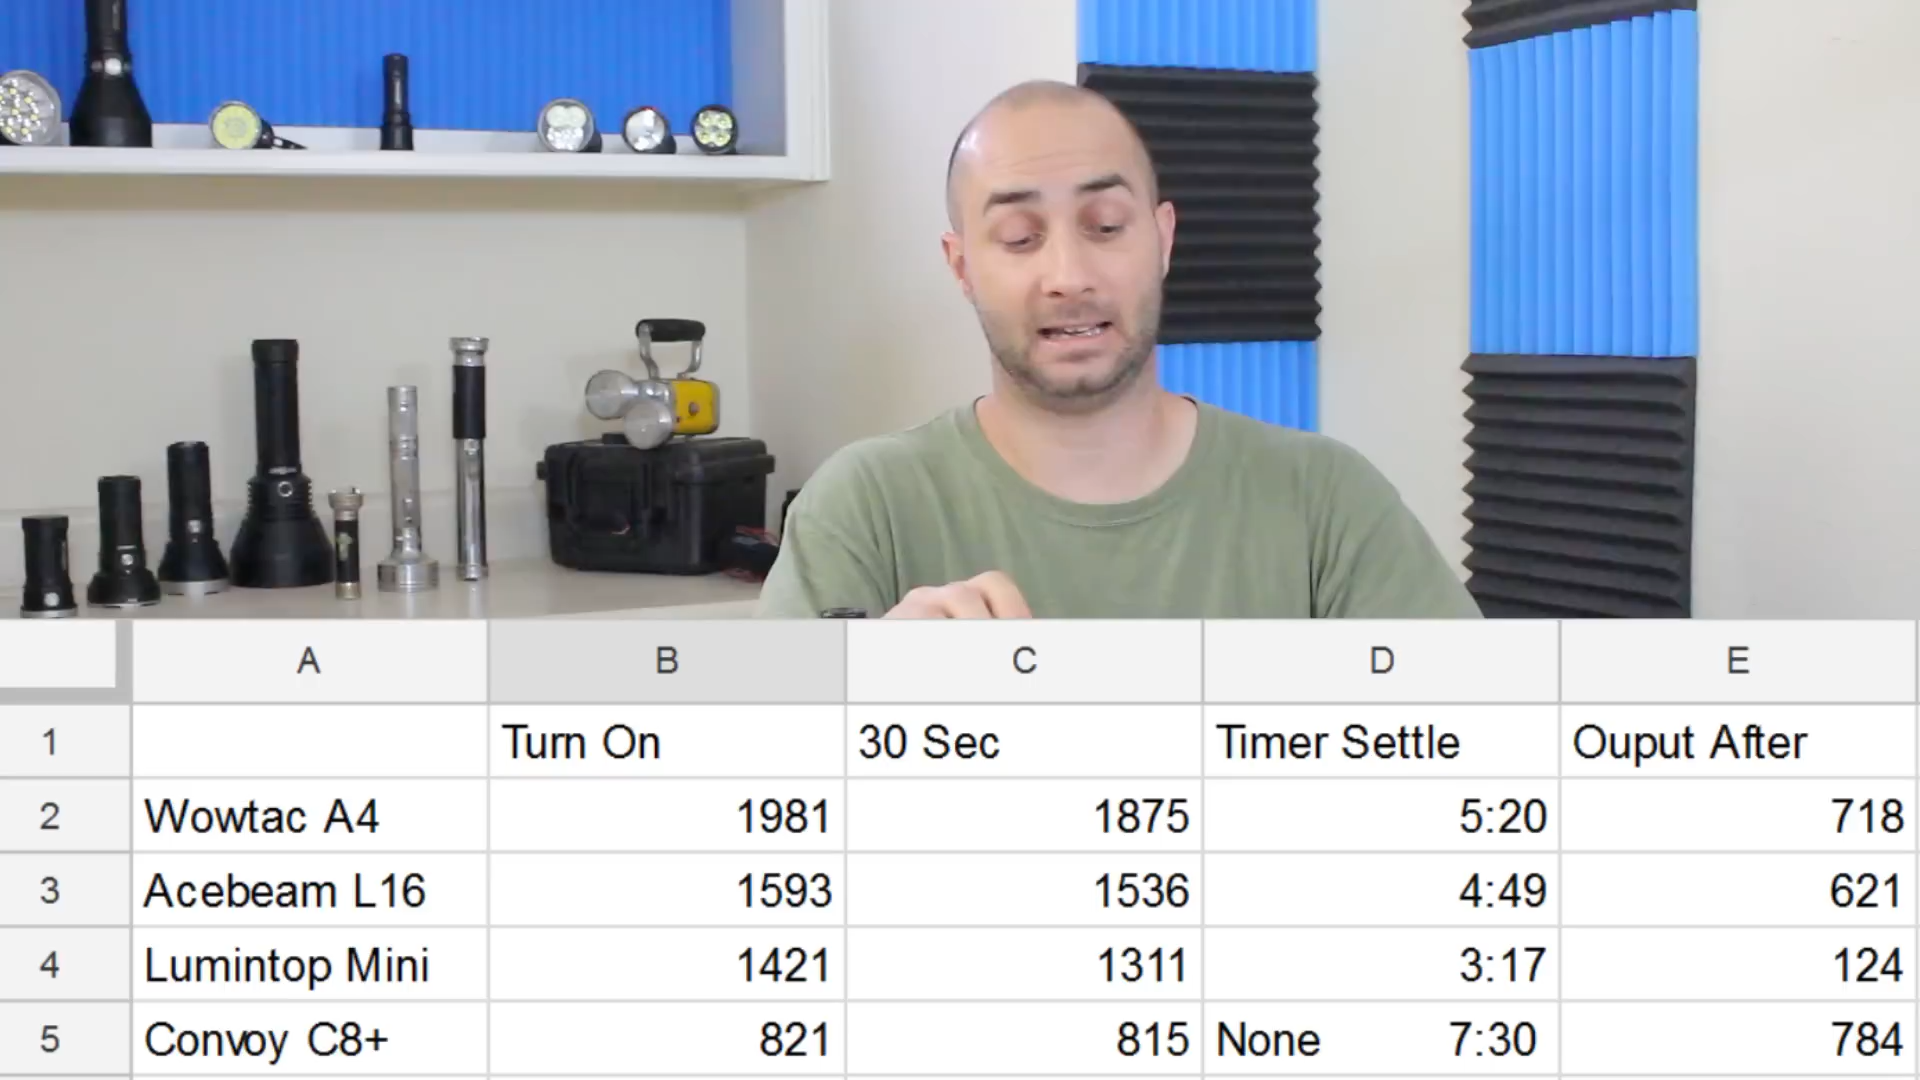 A B C D E
1 Turn On 30 Sec Timer Settle Ouput After
2 Wowtac A4 1981 1875 5:20 718
3 Acebeam L16 1593 1536 4:49 621
4 Lumintop Mini 1421 1311 3:17 124
5 Convoy C8+ 821 815 None 7:30 784